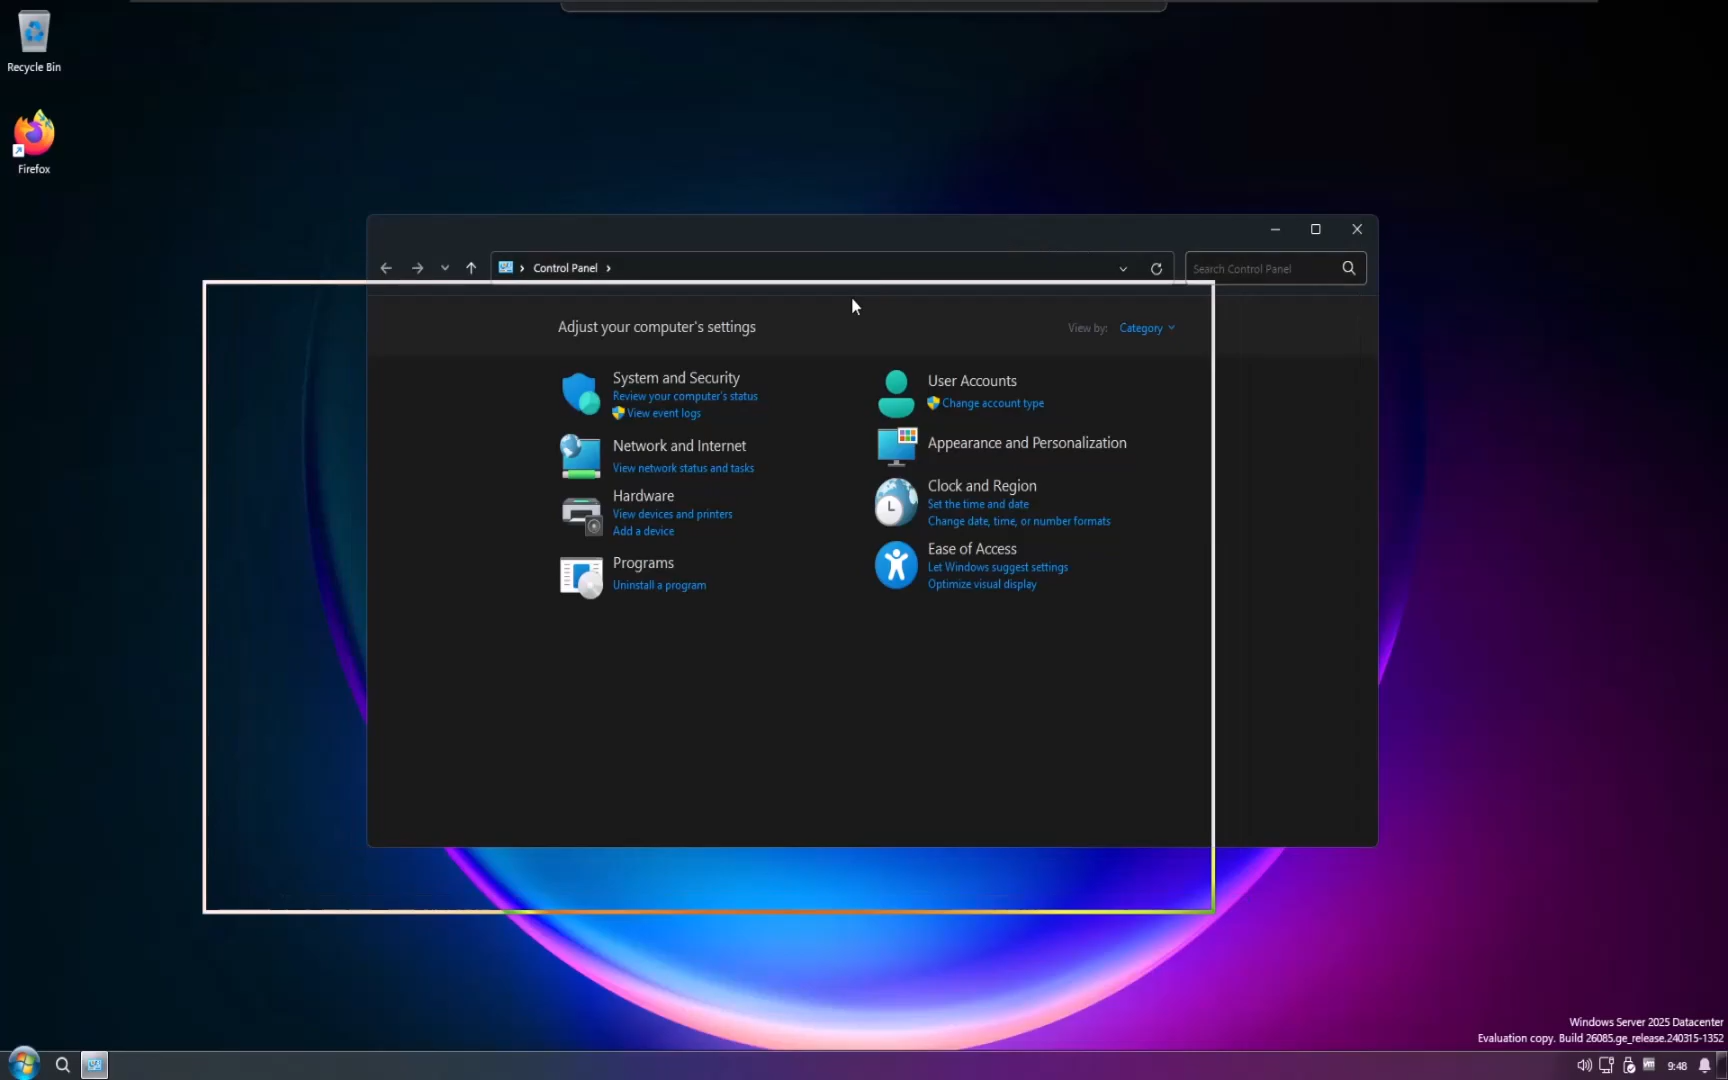 Recycle Bin
Firefox
Control Panel
Search Control Panel
Adjust your computer's settings
View by: Category
System and Security
Review your computer's status
View event logs
Network and Internet
View network status and tasks
Hardware
View devices and printers
Add a device
Programs
Uninstall a program
User Accounts
Change account type
Appearance and Personalization
Clock and Region
Set the time and date
Change date, time, or number formats
Ease of Access
Let Windows suggest settings
Optimize visual display
Windows Server 2025 Datacenter
Evaluation copy. Build 26085.ge_release.240315-1352
9:48